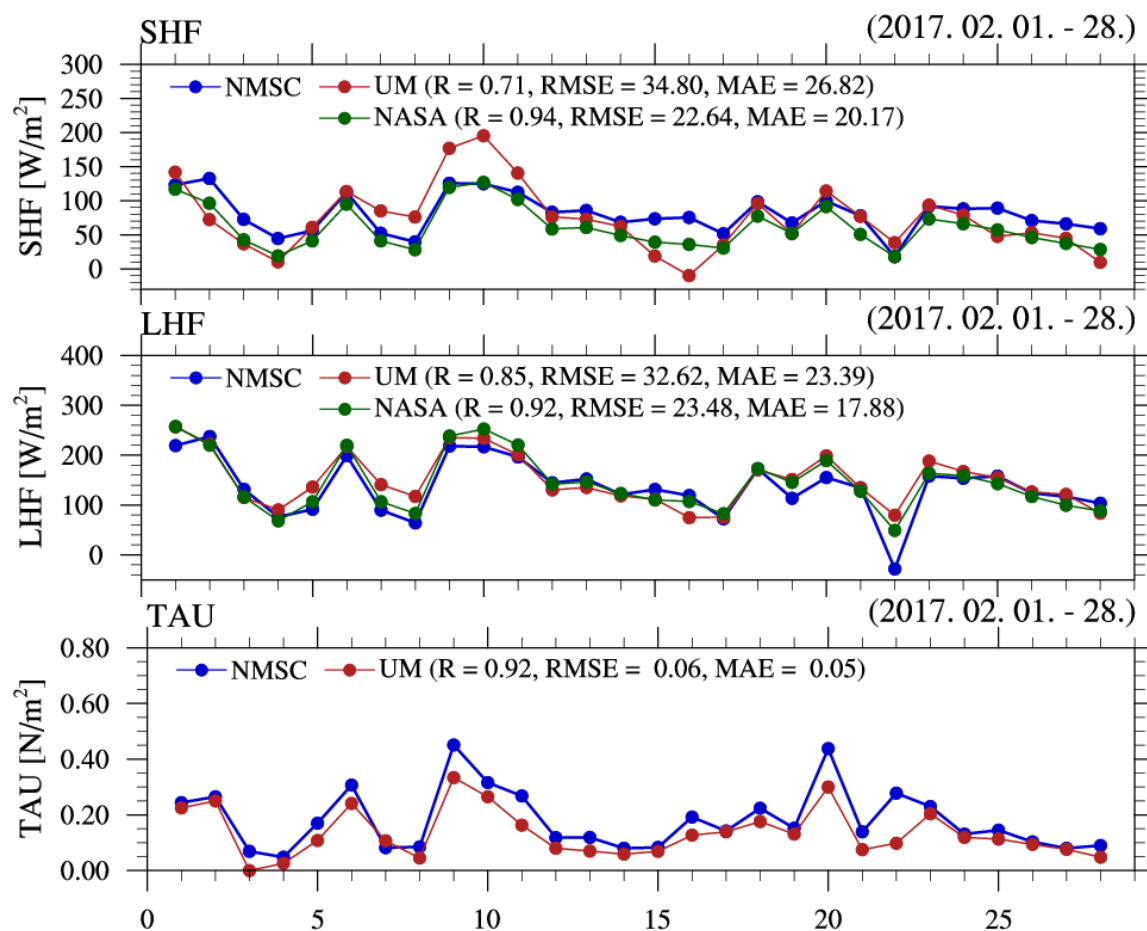 SHF (2017. 02. 01. - 28.)
300
250
200
150
100
50
0
SHF [W/m²]
NMSC UM (R = 0.71, RMSE = 34.80, MAE = 26.82)
NASA (R = 0.94, RMSE = 22.64, MAE = 20.17)
LHF (2017. 02. 01. - 28.)
400
300
200
100
0
LHF [W/m²]
NMSC UM (R = 0.85, RMSE = 32.62, MAE = 23.39)
NASA (R = 0.92, RMSE = 23.48, MAE = 17.88)
TAU (2017. 02. 01. - 28.)
0.80
0.60
0.40
0.20
0.00
TAU [N/m²]
NMSC UM (R = 0.92, RMSE = 0.06, MAE = 0.05)
0 5 10 15 20 25